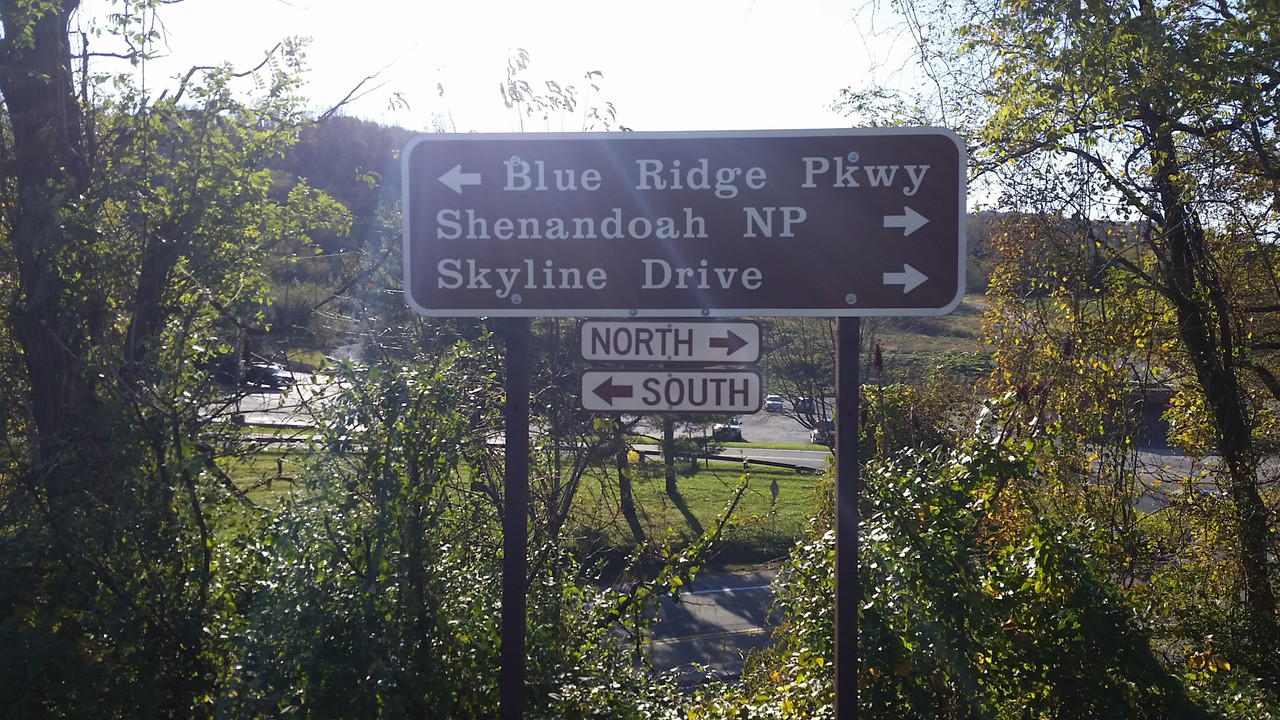 ← Blue Ridge Pkwy
Shenandoah NP →
Skyline Drive →
NORTH →
← SOUTH